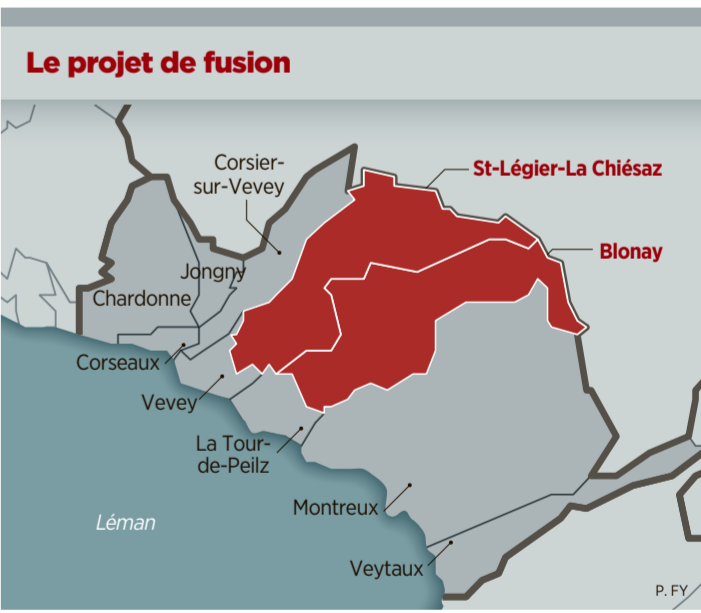 Le projet de fusion
Corsier-
sur-Vevey
St-Légier-La Chiésaz
Blonay
Jongny
Chardonne
Corseaux
Vevey
La Tour-
de-Peilz
Montreux
Léman
Veytaux
P. FY